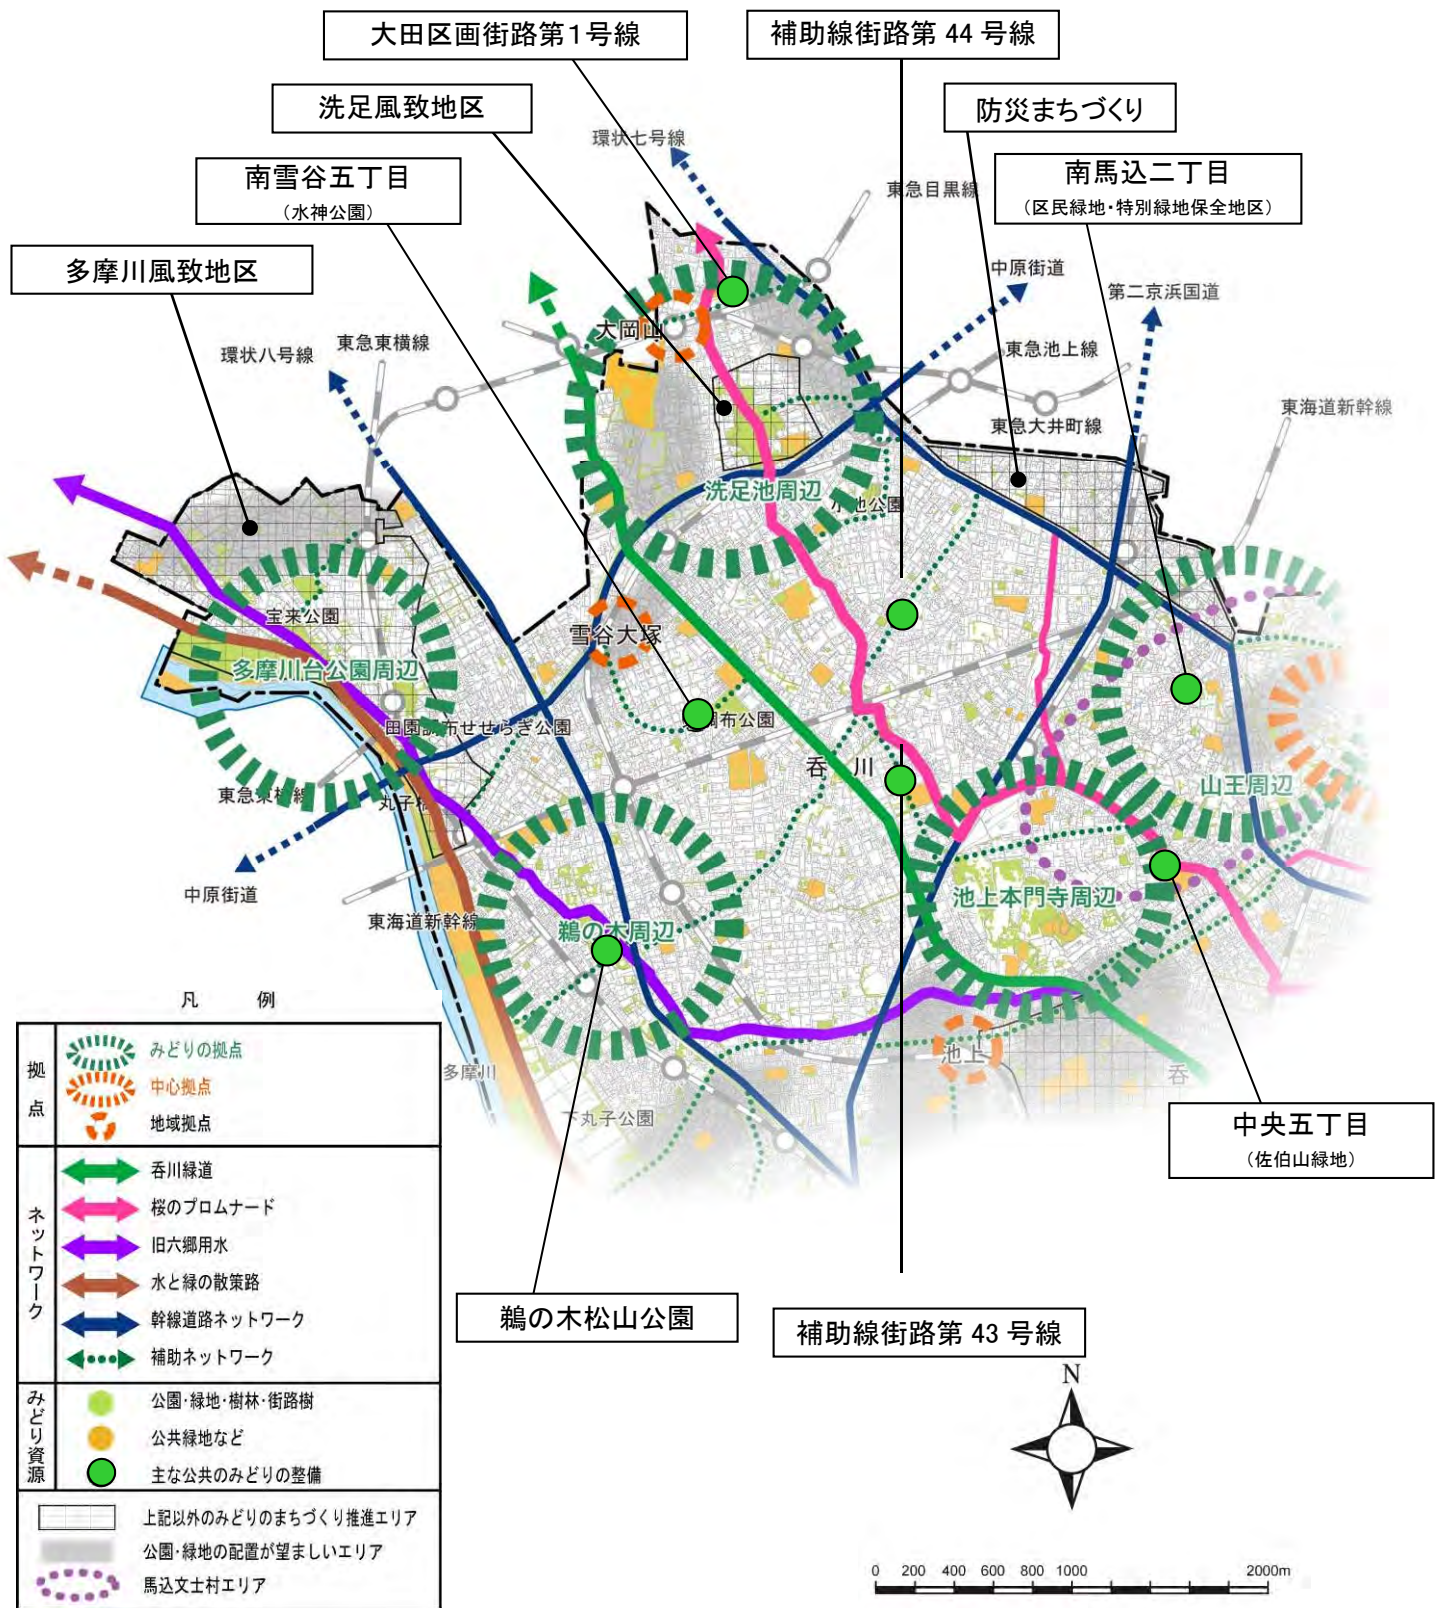 大田区画街路第1号線
補助線街路第 44 号線
洗足風致地区
防災まちづくり
環状七号線
南雪谷五丁目
(水神公園)
東急目黒線
南馬込二丁目
(区民緑地・特別緑地保全地区)
多摩川風致地区
中原街道
第二京浜国道
大岡山
環状八号線
東急東横線
東急池上線
東急大井町線
東海道新幹線
洗足池周辺
小池公園
宝来公園
雪谷大塚
多摩川台公園周辺
田園調布せせらぎ公園
調布公園
呑 川
東急東横線
丸子橋
山王周辺
中原街道
東海道新幹線
鵜の木周辺
池上本門寺周辺
多摩川
池上
呑
下丸子公園
中央五丁目
(佐伯山緑地)
鵜の木松山公園
補助線街路第 43 号線
凡 例
拠点
みどりの拠点
中心拠点
地域拠点
ネットワーク
呑川緑道
桜のプロムナード
旧六郷用水
水と緑の散策路
幹線道路ネットワーク
補助ネットワーク
みどり資源
公園・緑地・樹林・街路樹
公共緑地など
主な公共のみどりの整備
上記以外のみどりのまちづくり推進エリア
公園・緑地の配置が望ましいエリア
馬込文士村エリア
N
0 200 400 600 800 1000 2000m